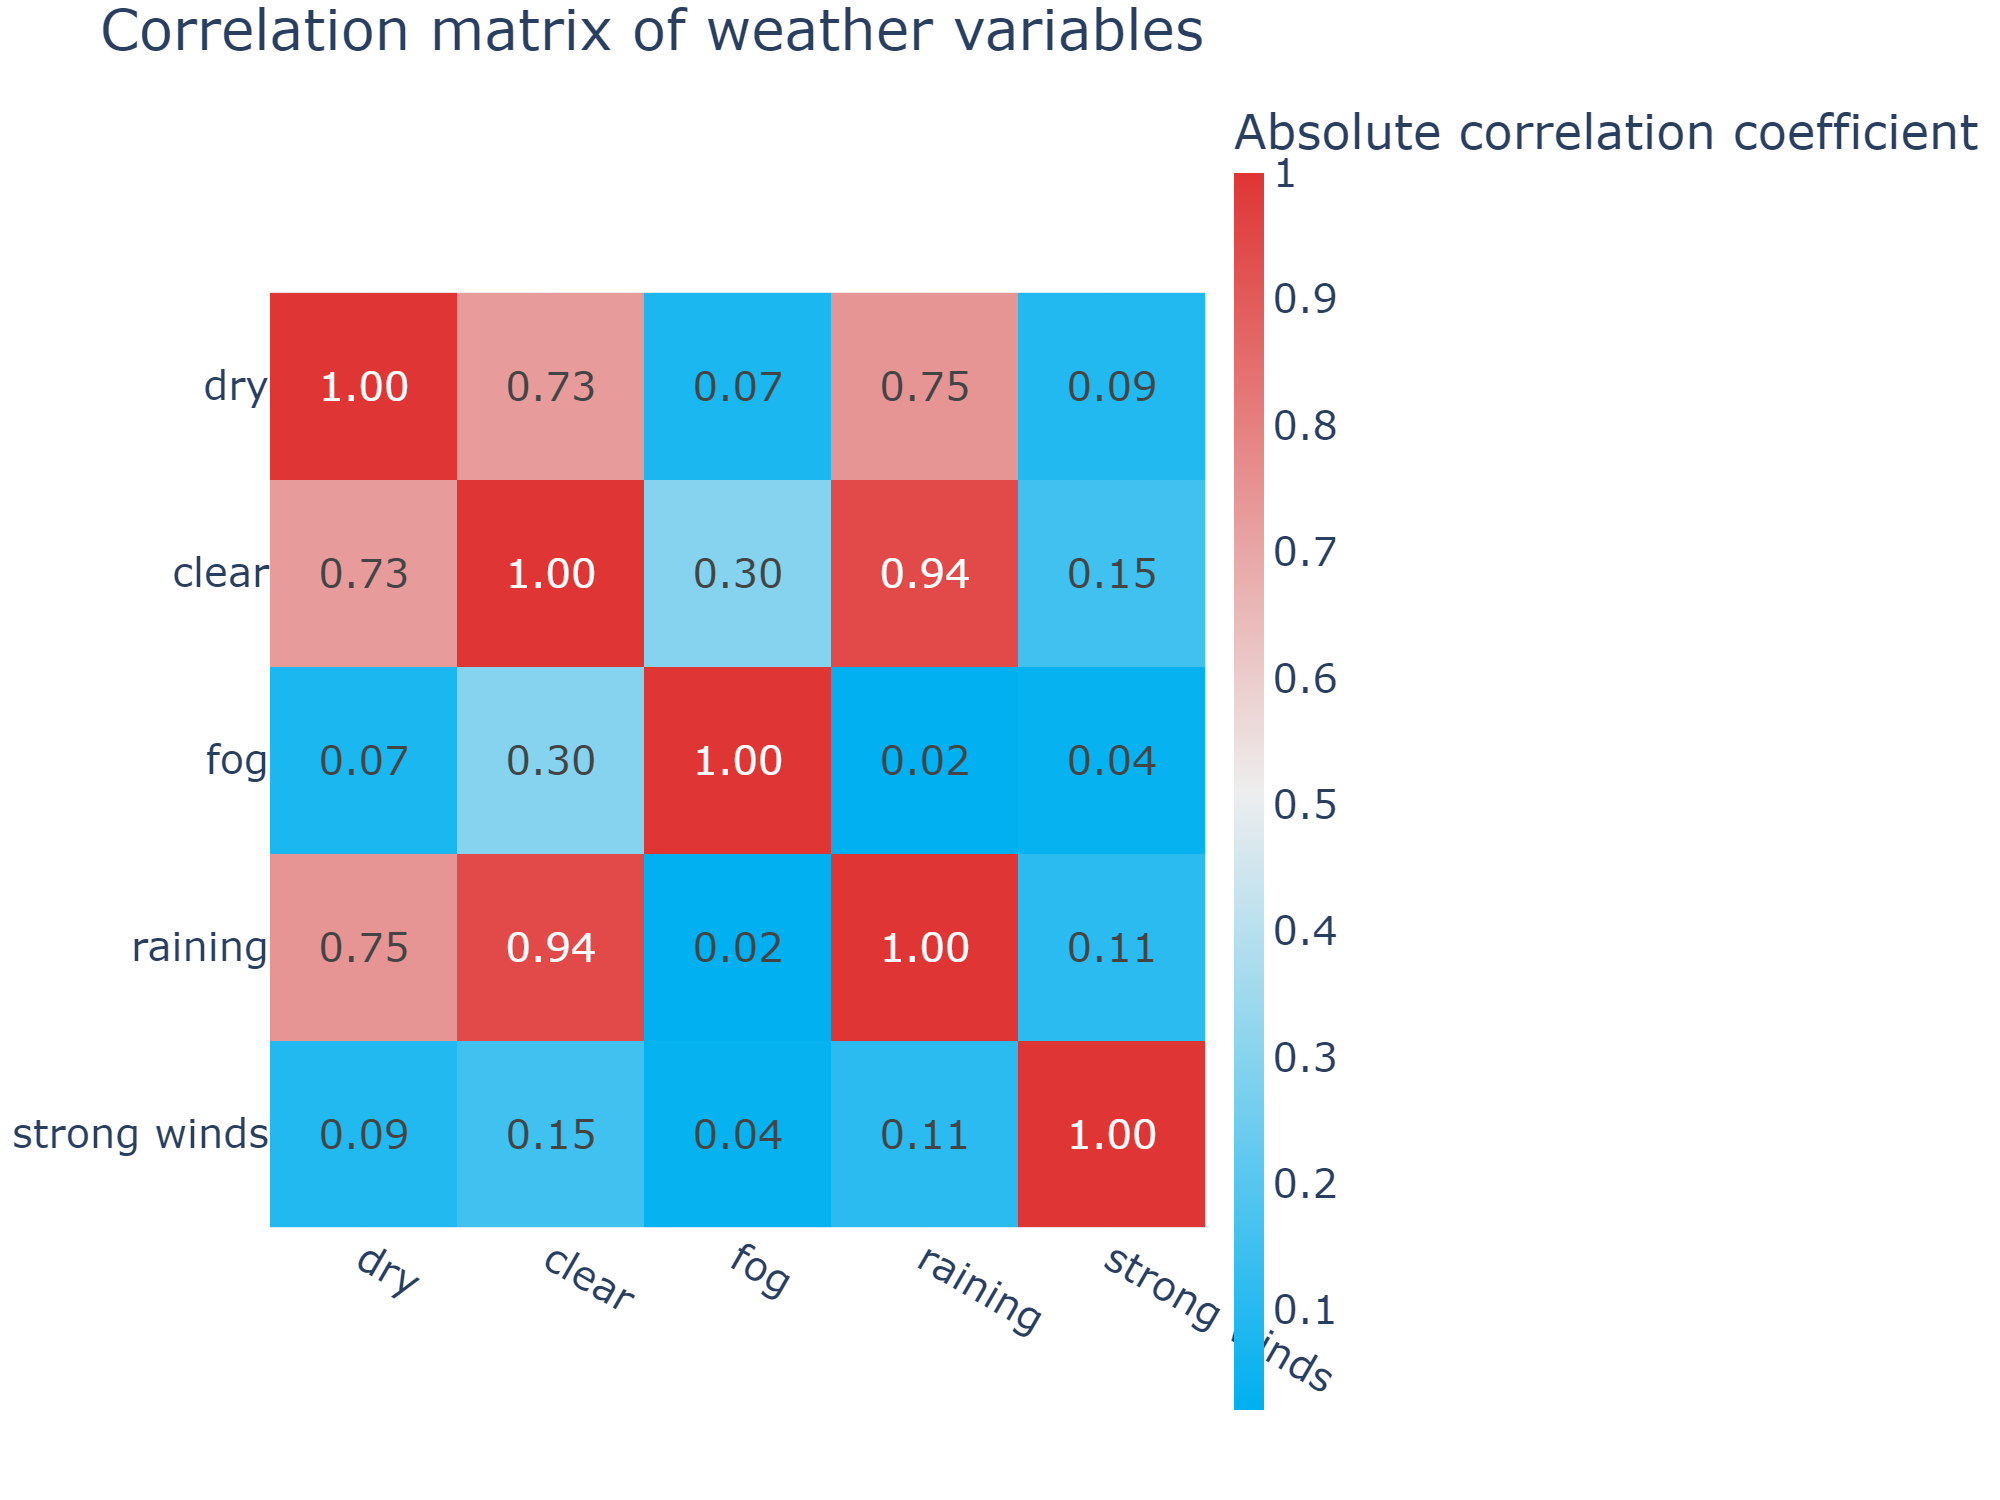 Correlation matrix of weather variables
Absolute correlation coefficient
1
0.9
0.8
0.7
0.6
0.5
0.4
0.3
0.2
0.1
dry 1.00 0.73 0.07 0.75 0.09
clear 0.73 1.00 0.30 0.94 0.15
fog 0.07 0.30 1.00 0.02 0.04
raining 0.75 0.94 0.02 1.00 0.11
strong winds 0.09 0.15 0.04 0.11 1.00
dry
clear
fog
raining
strong winds